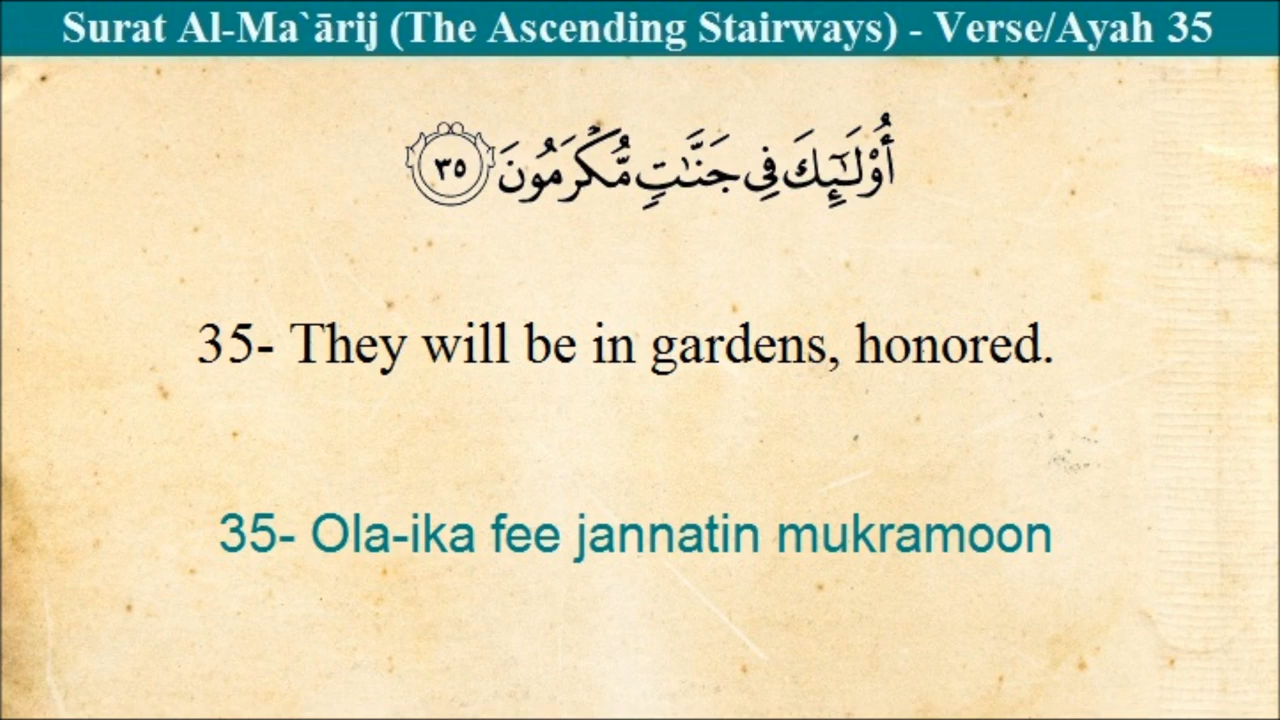 Surat Al-Ma`ārij (The Ascending Stairways) - Verse/Ayah 35
أُو۟لَـٰٓئِكَ فِى جَنَّـٰتٍ مُّكْرَمُونَ ٣٥
35- They will be in gardens, honored.
35- Ola-ika fee jannatin mukramoon